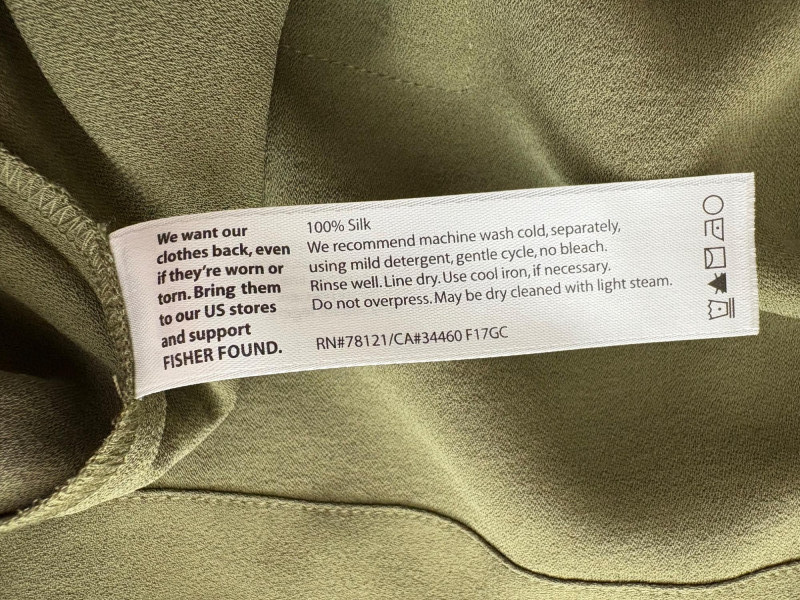 We want our
clothes back, even
if they're worn or
torn. Bring them
to our US stores
and support
FISHER FOUND.
100% Silk
We recommend machine wash cold, separately,
using mild detergent, gentle cycle, no bleach.
Rinse well. Line dry. Use cool iron, if necessary.
Do not overpress. May be dry cleaned with light steam.
RN#78121/CA#34460 F17GC